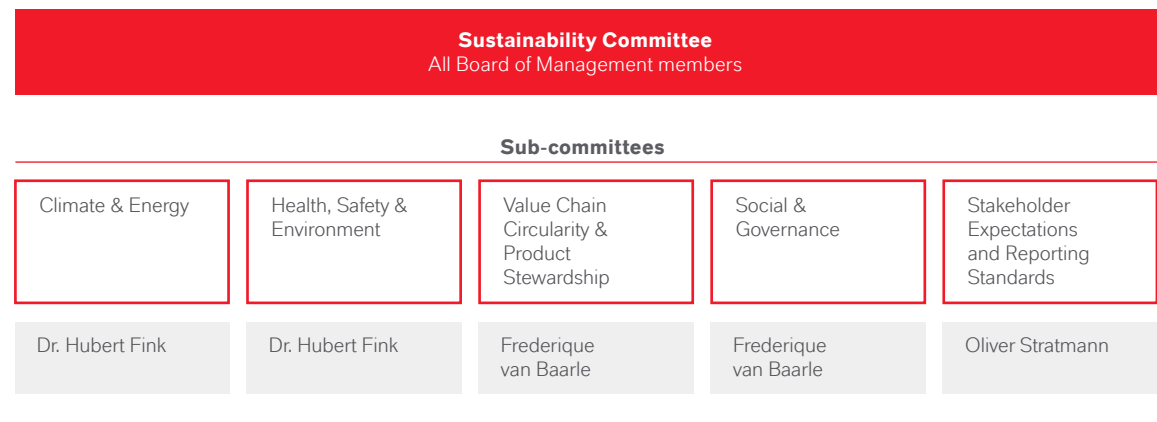 Sustainability Committee
All Board of Management members
Sub-committees
Climate & Energy
Health, Safety &
Environment
Value Chain
Circularity &
Product
Stewardship
Social &
Governance
Stakeholder
Expectations
and Reporting
Standards
Dr. Hubert Fink
Dr. Hubert Fink
Frederique
van Baarle
Frederique
van Baarle
Oliver Stratmann